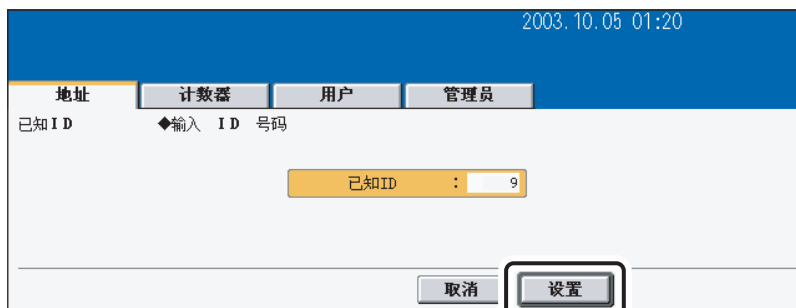 2003.10.05 01:20
地址 计数器 用户 管理员
已知ID ◆输入 ID 号码
已知ID : 9
取消 设置